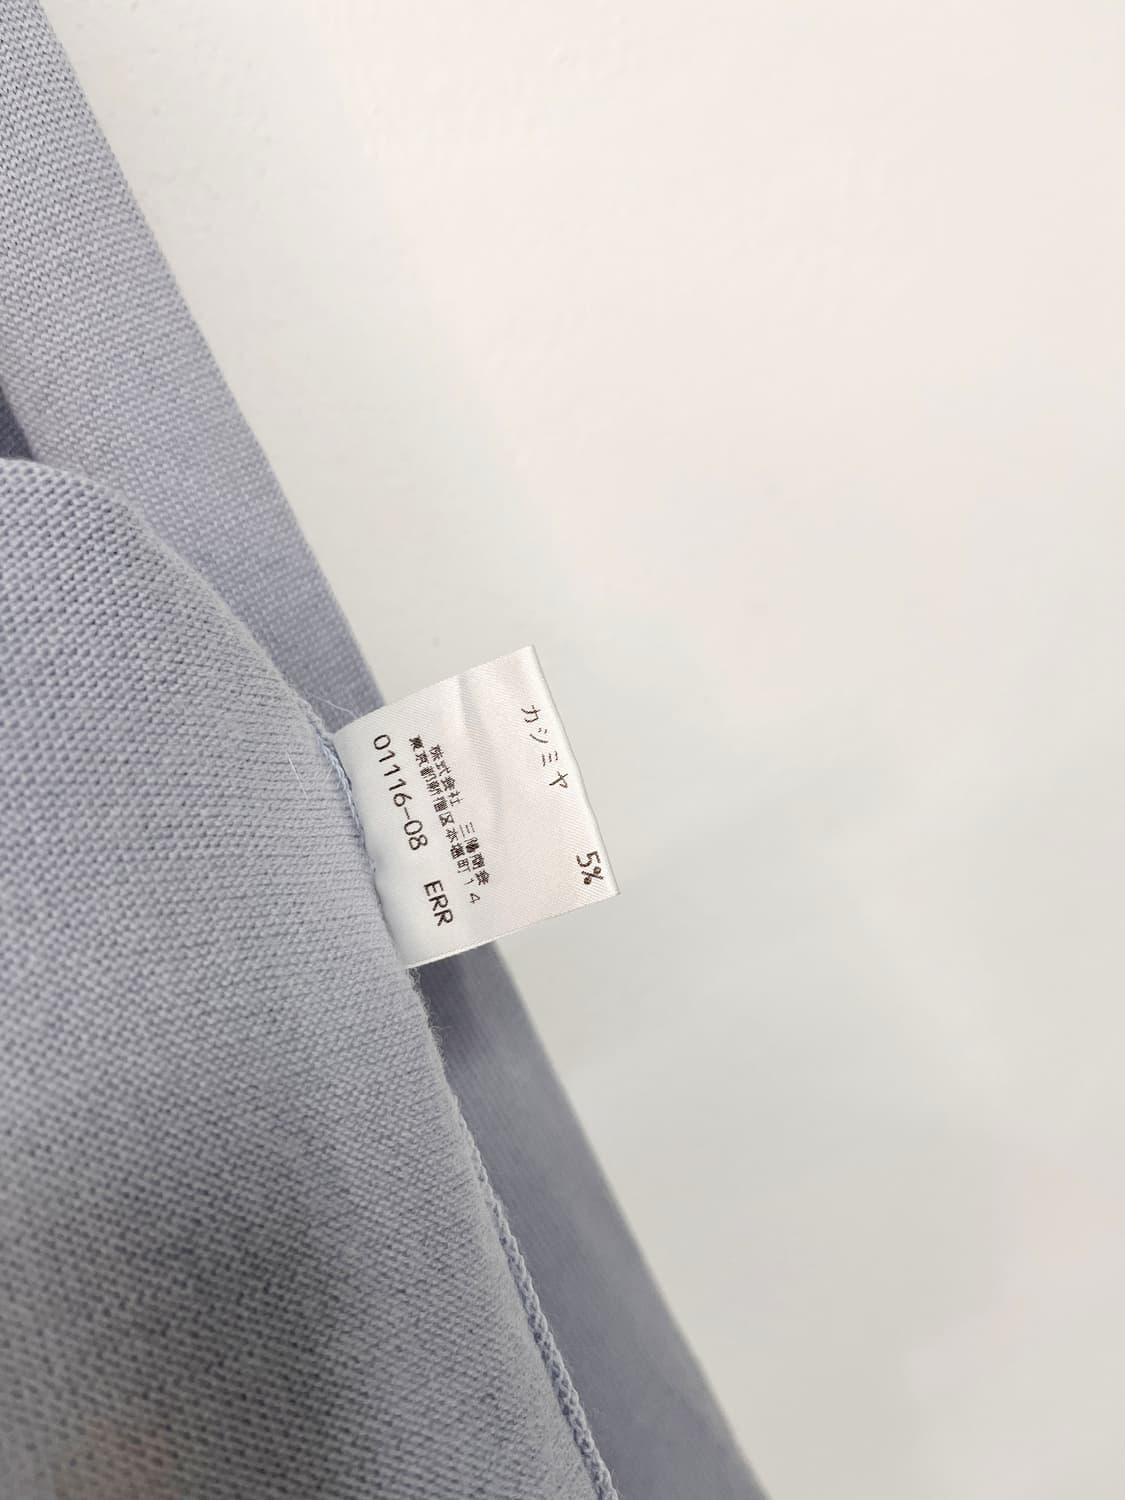 カシミヤ 5%
株式会社 三陽商会
東京都新宿区本塩町14
01116-08 ERR